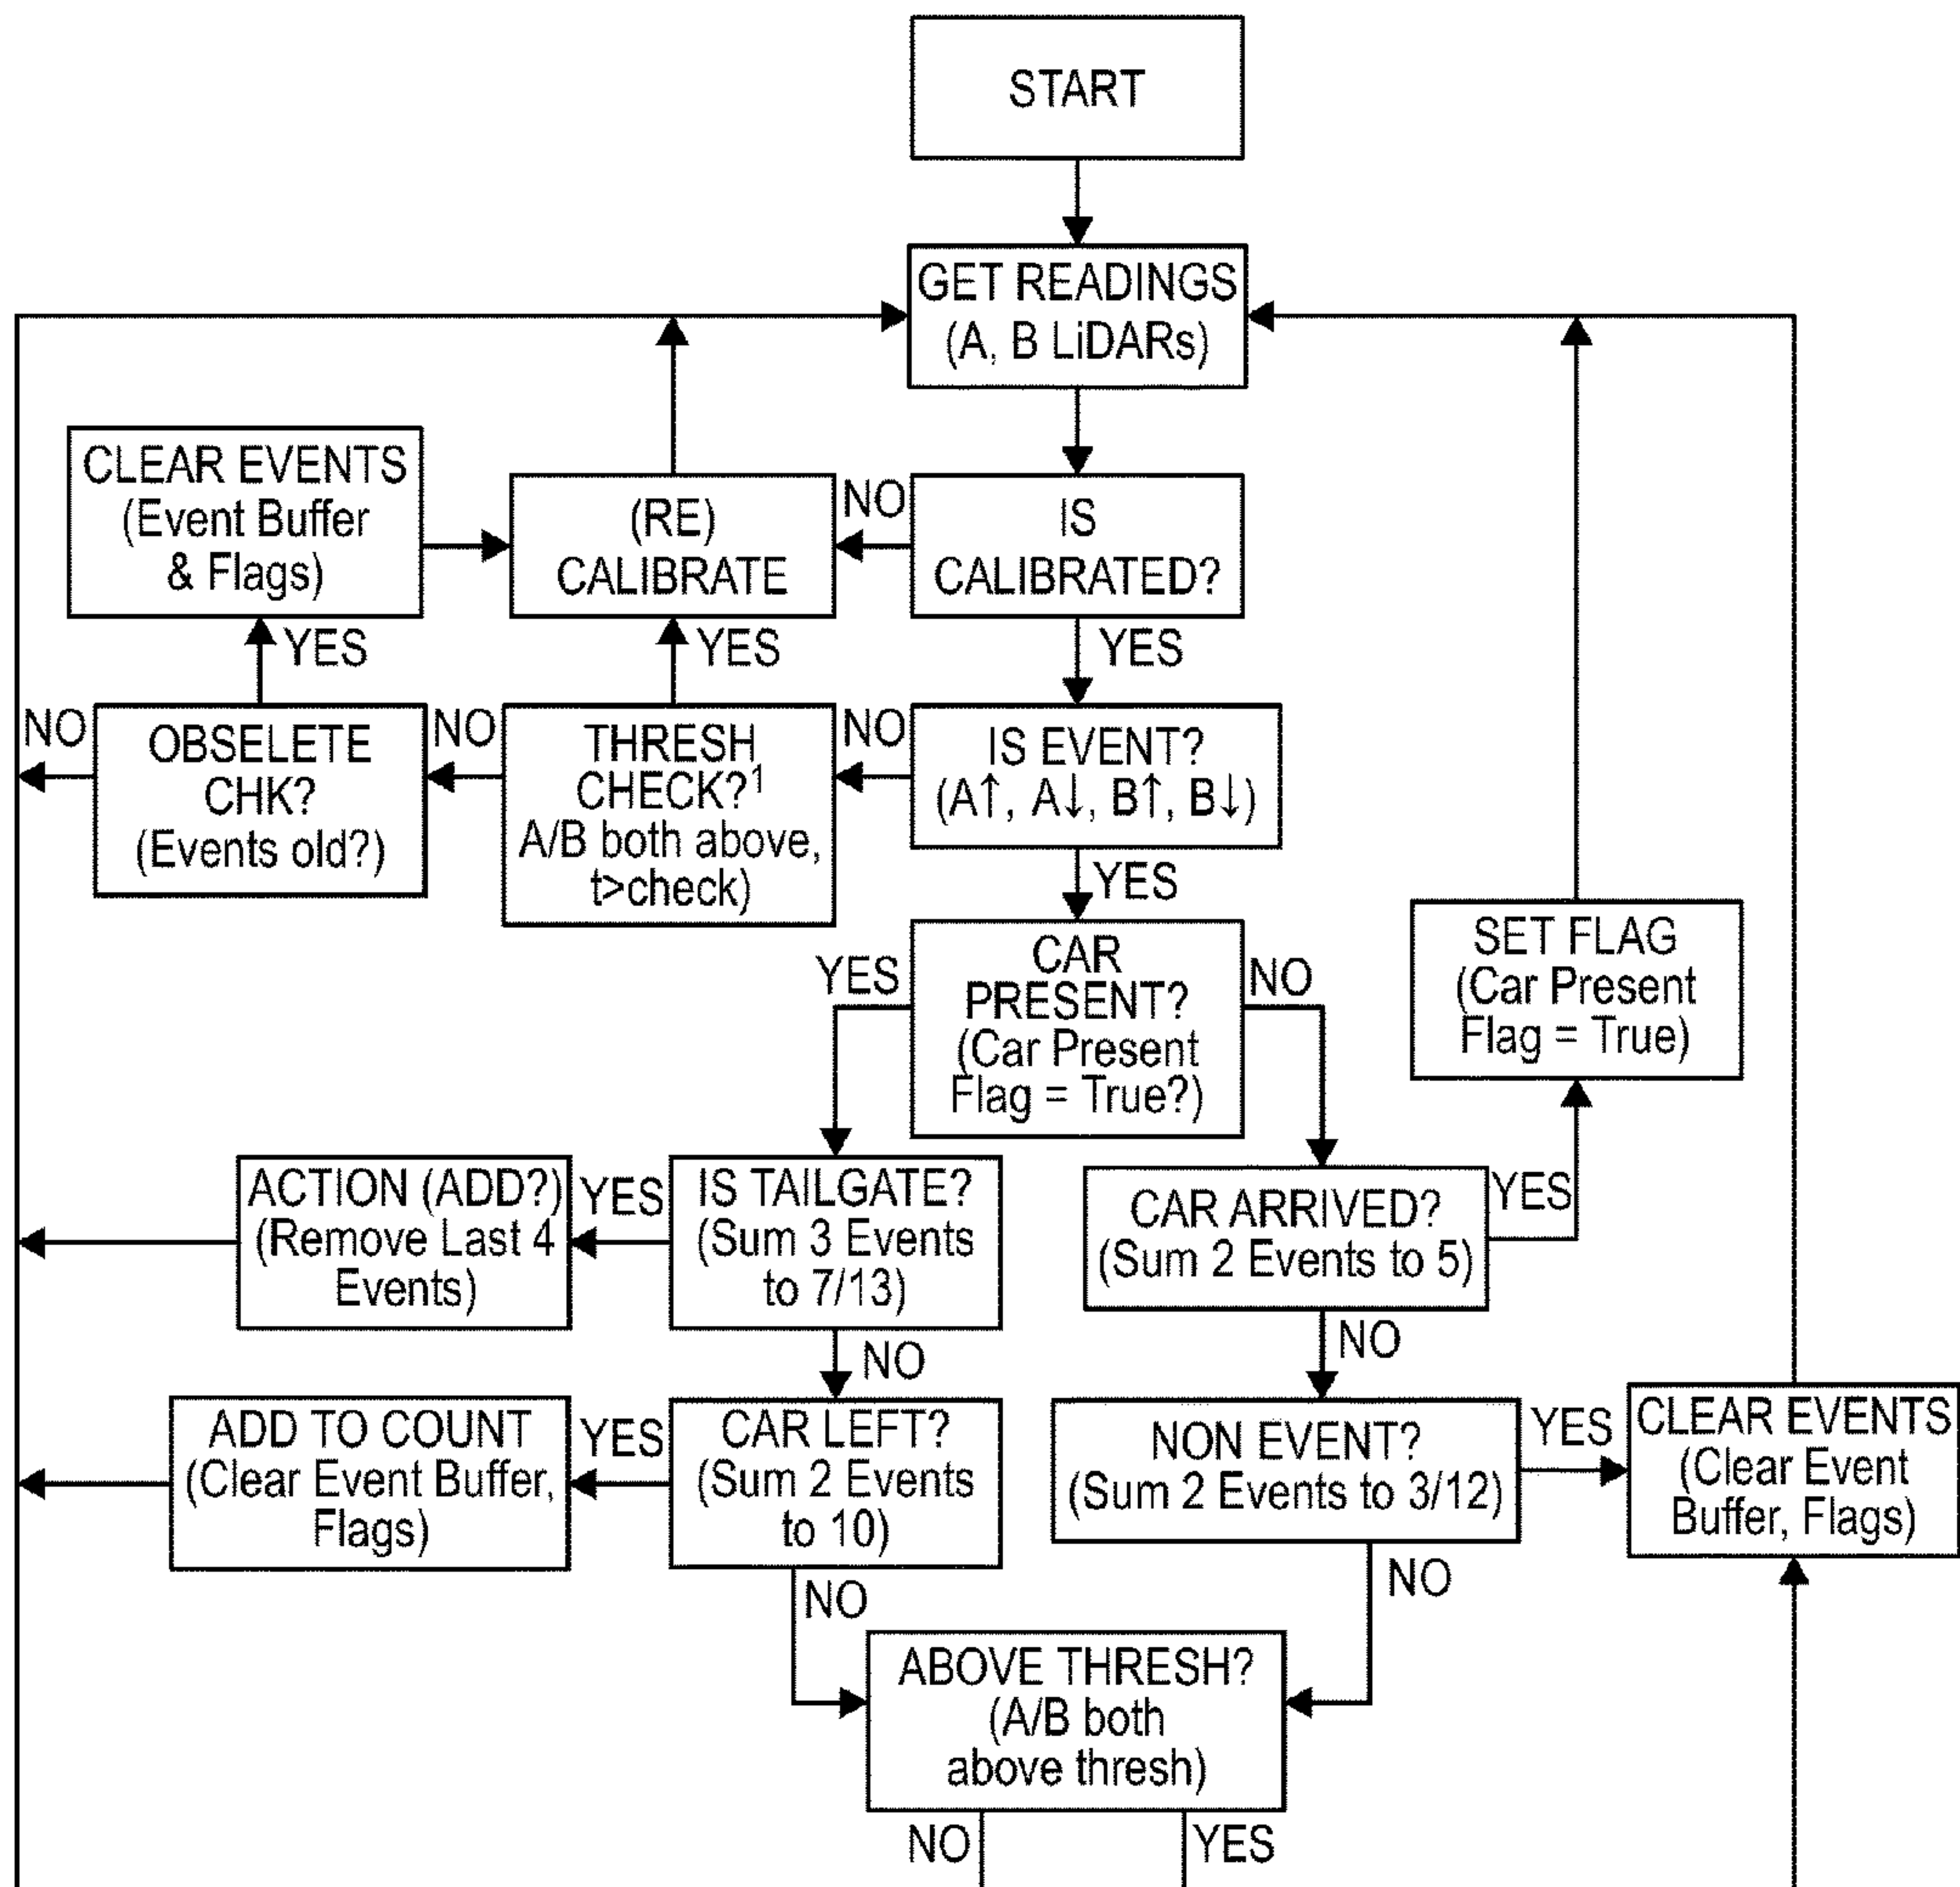 START
GET READINGS
(A, B LiDARs)
CLEAR EVENTS
(Event Buffer
& Flags)
(RE)
CALIBRATE
NO
IS
CALIBRATED?
YES
YES
YES
NO
OBSELETE
CHK?
(Events old?)
NO
THRESH
CHECK?¹
A/B both above,
t>check)
NO
IS EVENT?
(A↑, A↓, B↑, B↓)
YES
YES
CAR
PRESENT?
(Car Present
Flag = True?)
NO
SET FLAG
(Car Present
Flag = True)
ACTION (ADD?)
(Remove Last 4
Events)
YES
IS TAILGATE?
(Sum 3 Events
to 7/13)
CAR ARRIVED?
(Sum 2 Events to 5)
YES
NO
NO
ADD TO COUNT
(Clear Event Buffer,
Flags)
YES
CAR LEFT?
(Sum 2 Events
to 10)
NON EVENT?
(Sum 2 Events to 3/12)
YES
CLEAR EVENTS
(Clear Event
Buffer, Flags)
NO
NO
ABOVE THRESH?
(A/B both
above thresh)
NO
YES